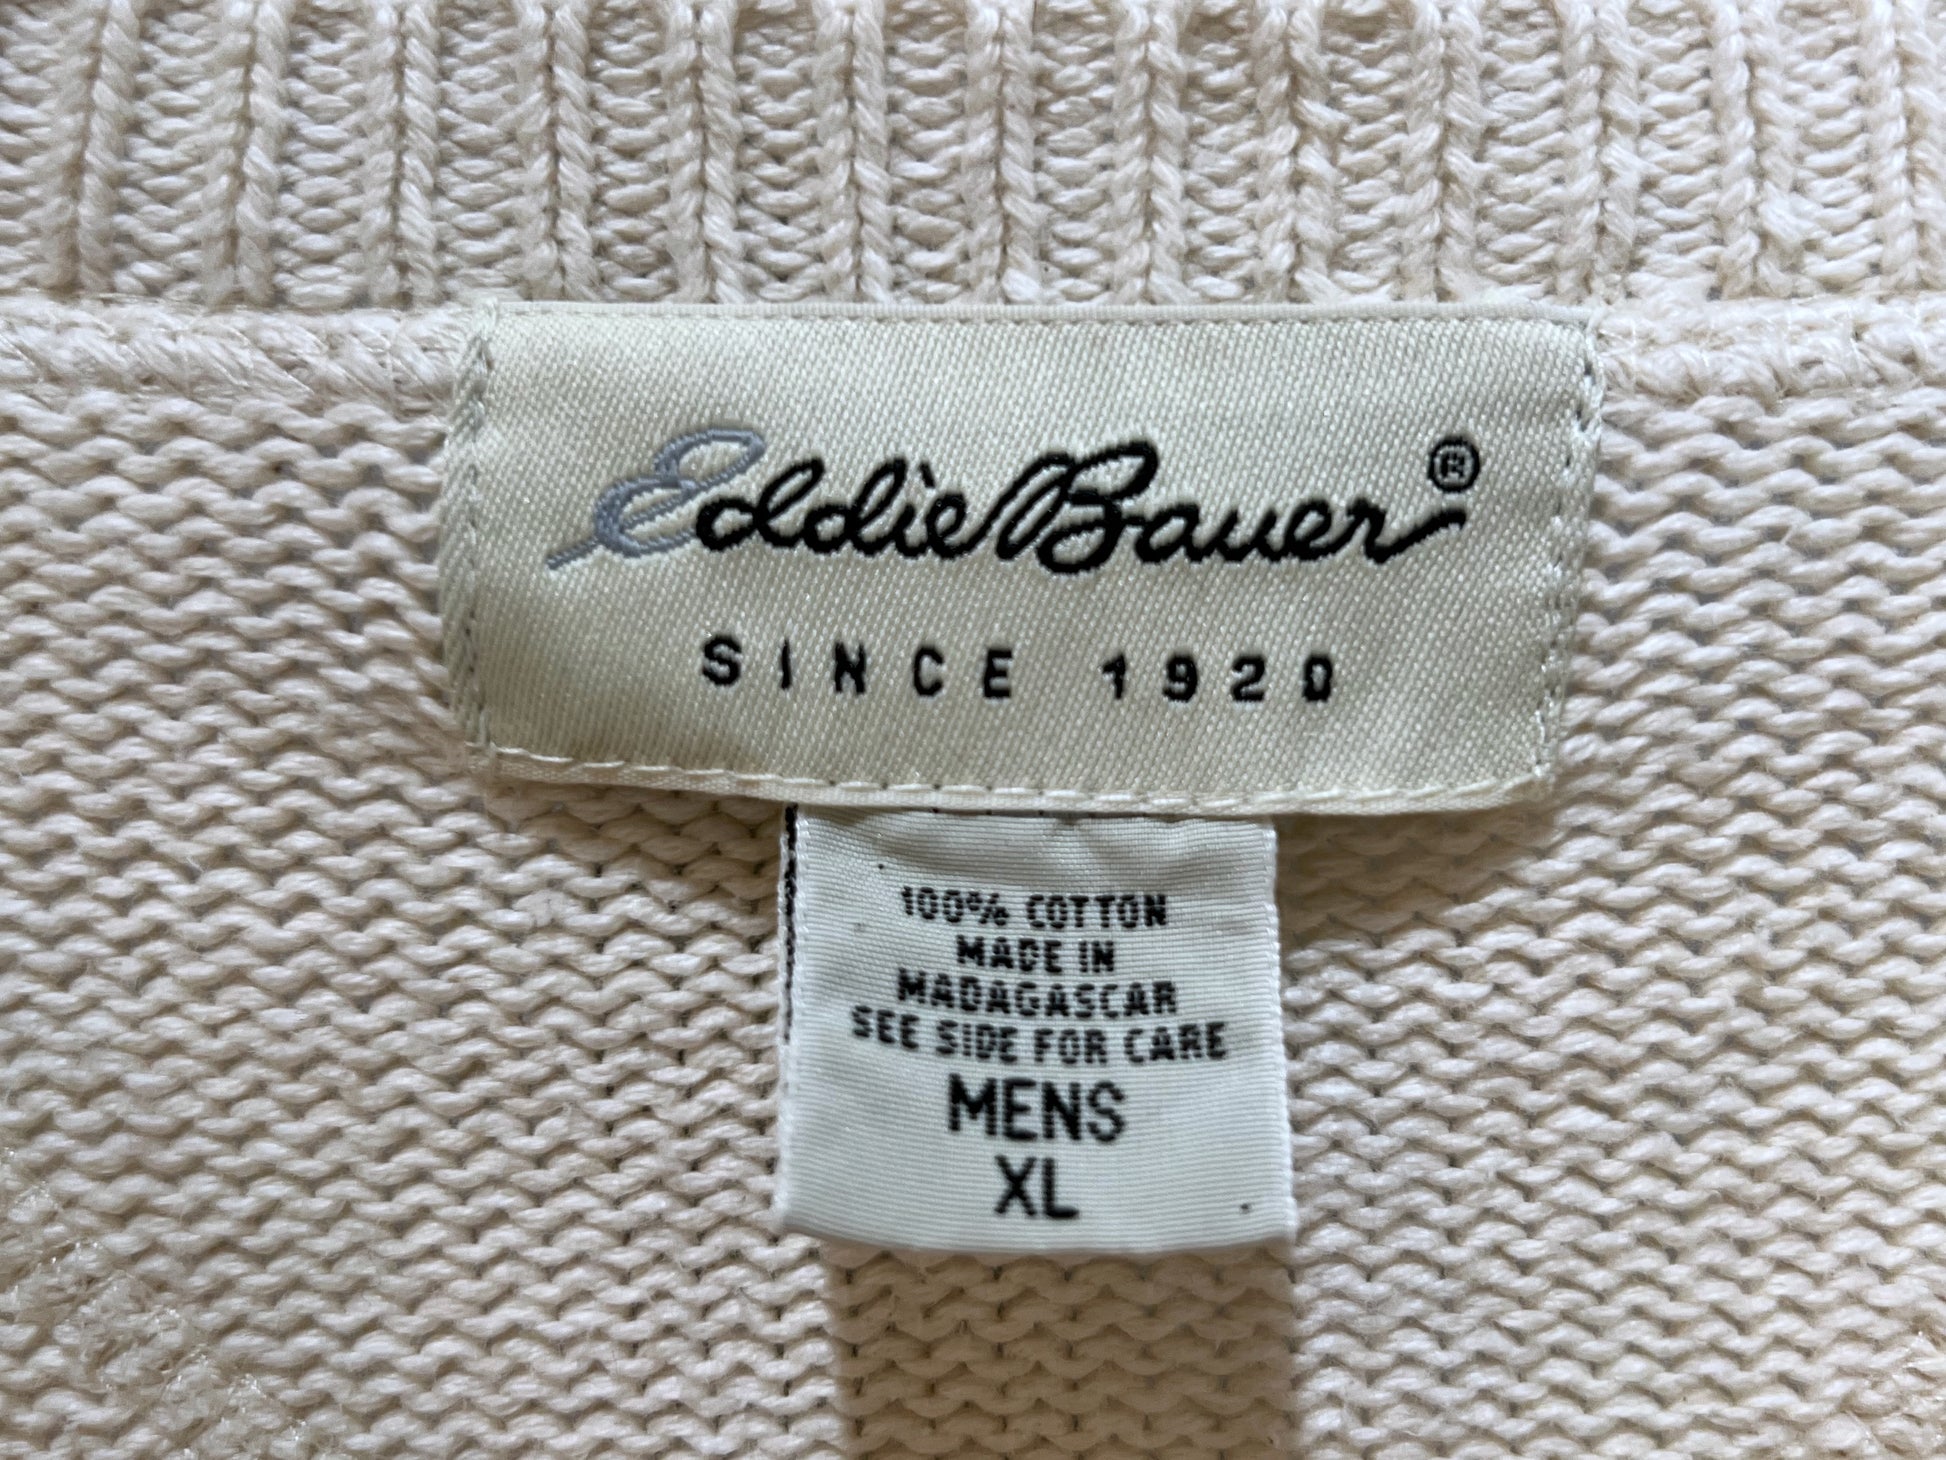 Eddie Bauer®
SINCE 1920
100% COTTON
MADE IN
MADAGASCAR
SEE SIDE FOR CARE
MENS
XL